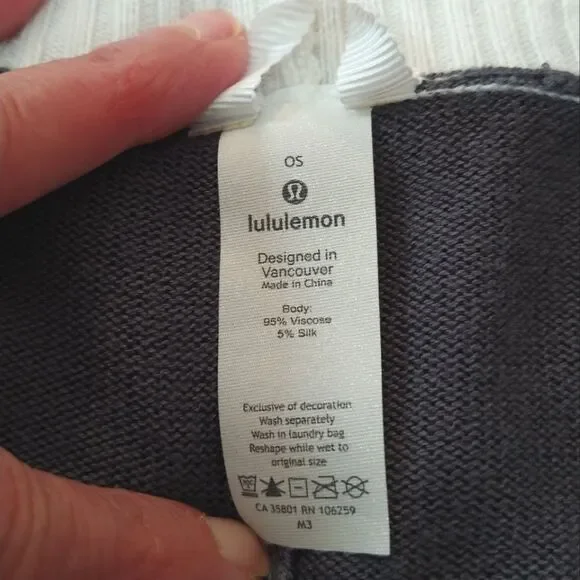 OS
lululemon
Designed in
Vancouver
Made in China
Body:
95% Viscose
5% Silk
Exclusive of decoration
Wash separately
Wash in laundry bag
Reshape while wet to
original size
CA 35801 RN 106259
M3